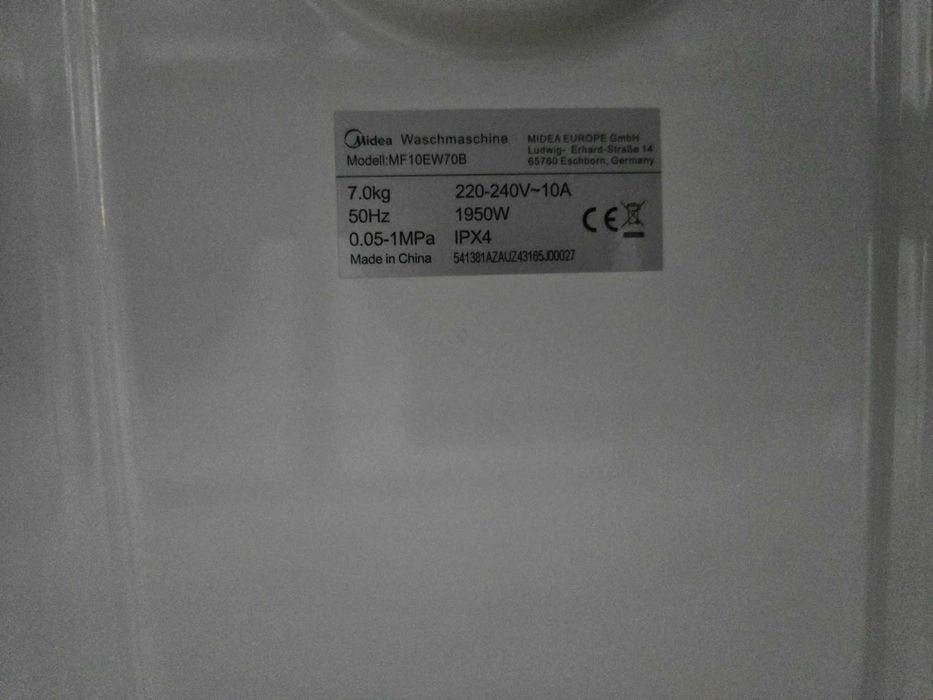 Midea Waschmaschine
Modell:MF10EW70B
MIDEA EUROPE GmbH
Ludwig- Erhard-Straße 14
65760 Eschborn, Germany
7.0kg 220-240V~10A
50Hz 1950W
0.05-1MPa IPX4
Made in China 541381AZAUZ43165J00027
CE